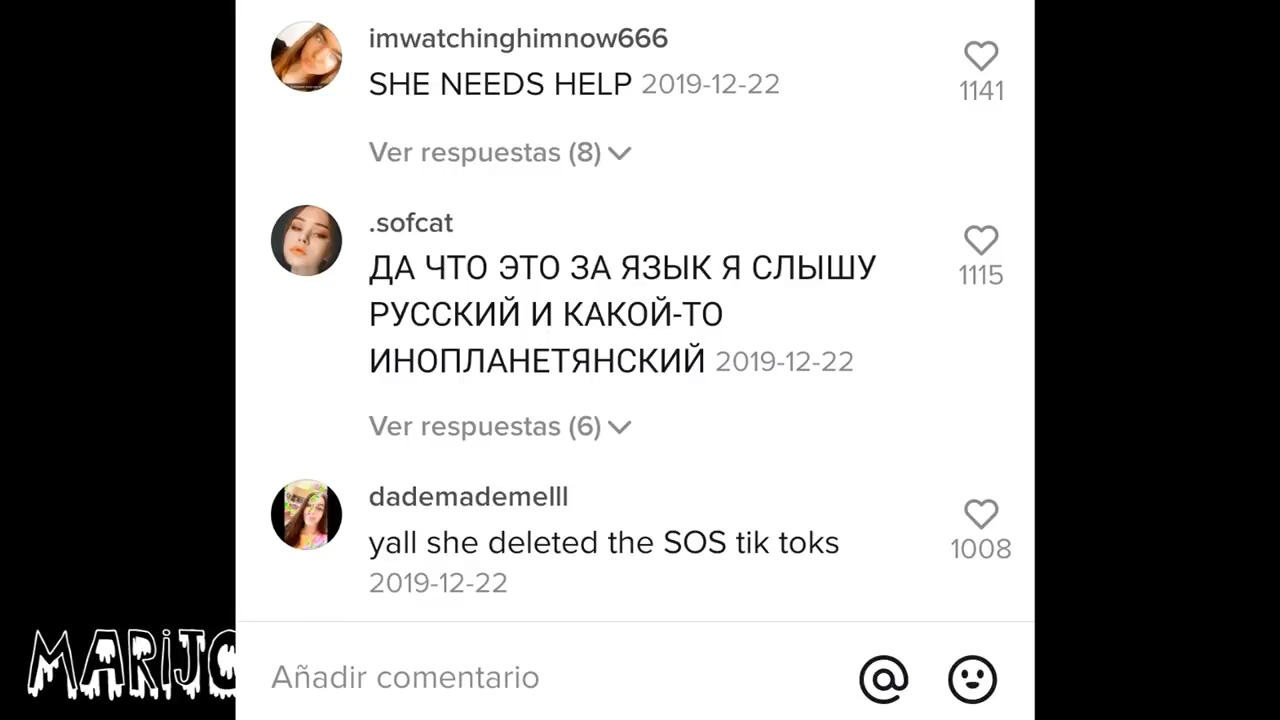 imwatchinghimnow666
SHE NEEDS HELP 2019-12-22
1141
Ver respuestas (8)
.sofcat
ДА ЧТО ЭТО ЗА ЯЗЫК Я СЛЫШУ
РУССКИЙ И КАКОЙ-ТО
ИНОПЛАНЕТЯНСКИЙ 2019-12-22
1115
Ver respuestas (6)
dademademelll
yall she deleted the SOS tik toks
2019-12-22
1008
Añadir comentario